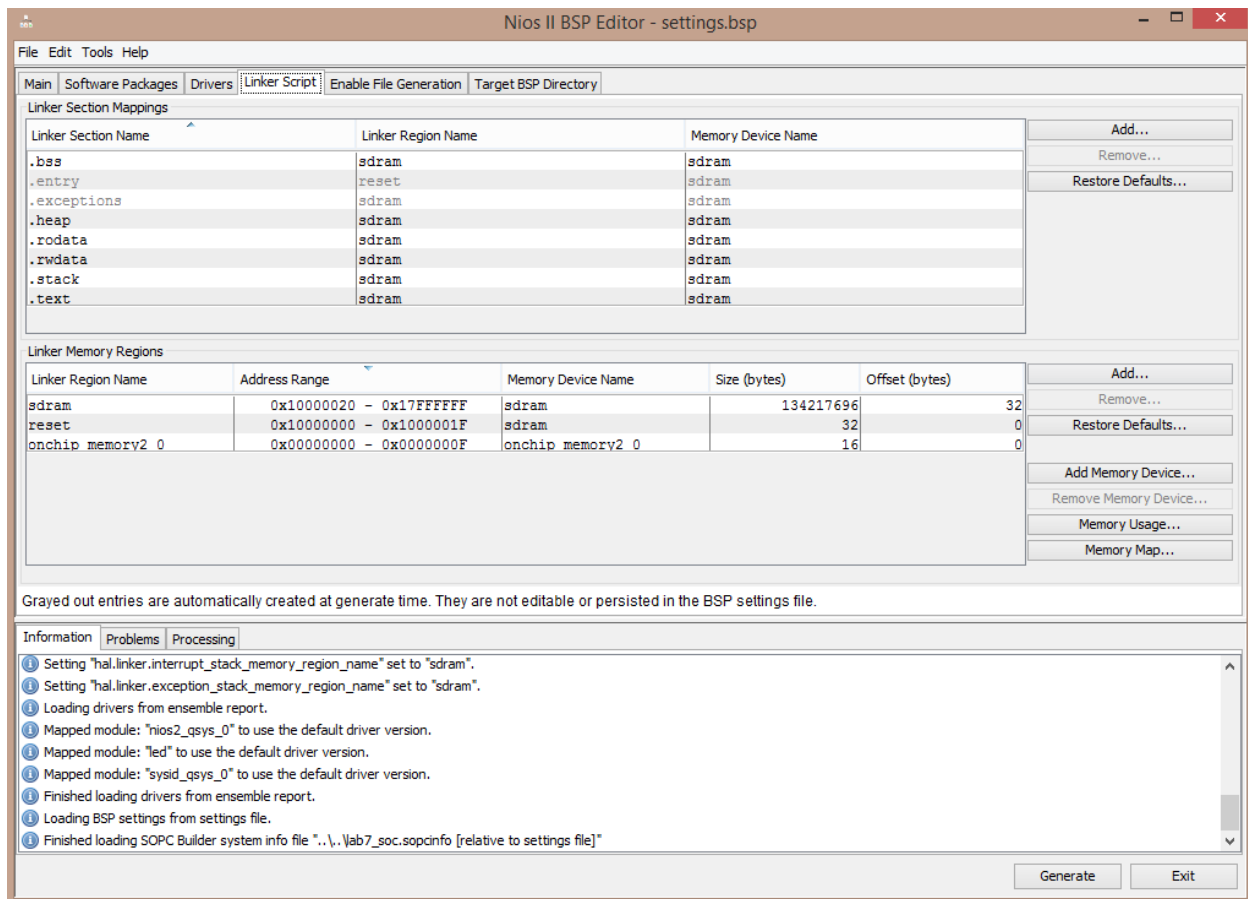 Nios II BSP Editor - settings.bsp
File Edit Tools Help
Main Software Packages Drivers Linker Script Enable File Generation Target BSP Directory
Linker Section Mappings
Linker Section Name Linker Region Name Memory Device Name
.bss sdram sdram
.entry reset sdram
.exceptions sdram sdram
.heap sdram sdram
.rodata sdram sdram
.rwdata sdram sdram
.stack sdram sdram
.text sdram sdram
Add...
Remove...
Restore Defaults...
Linker Memory Regions
Linker Region Name Address Range Memory Device Name Size (bytes) Offset (bytes)
sdram 0x10000020 - 0x17FFFFFF sdram 134217696 32
reset 0x10000000 - 0x1000001F sdram 32 0
onchip_memory2_0 0x00000000 - 0x0000000F onchip_memory2_0 16 0
Add...
Remove...
Restore Defaults...
Add Memory Device...
Remove Memory Device...
Memory Usage...
Memory Map...
Grayed out entries are automatically created at generate time. They are not editable or persisted in the BSP settings file.
Information Problems Processing
Setting "hal.linker.interrupt_stack_memory_region_name" set to "sdram".
Setting "hal.linker.exception_stack_memory_region_name" set to "sdram".
Loading drivers from ensemble report.
Mapped module: "nios2_qsys_0" to use the default driver version.
Mapped module: "led" to use the default driver version.
Mapped module: "sysid_qsys_0" to use the default driver version.
Finished loading drivers from ensemble report.
Loading BSP settings from settings file.
Finished loading SOPC Builder system info file "..\..\lab7_soc.sopcinfo [relative to settings file]"
Generate Exit